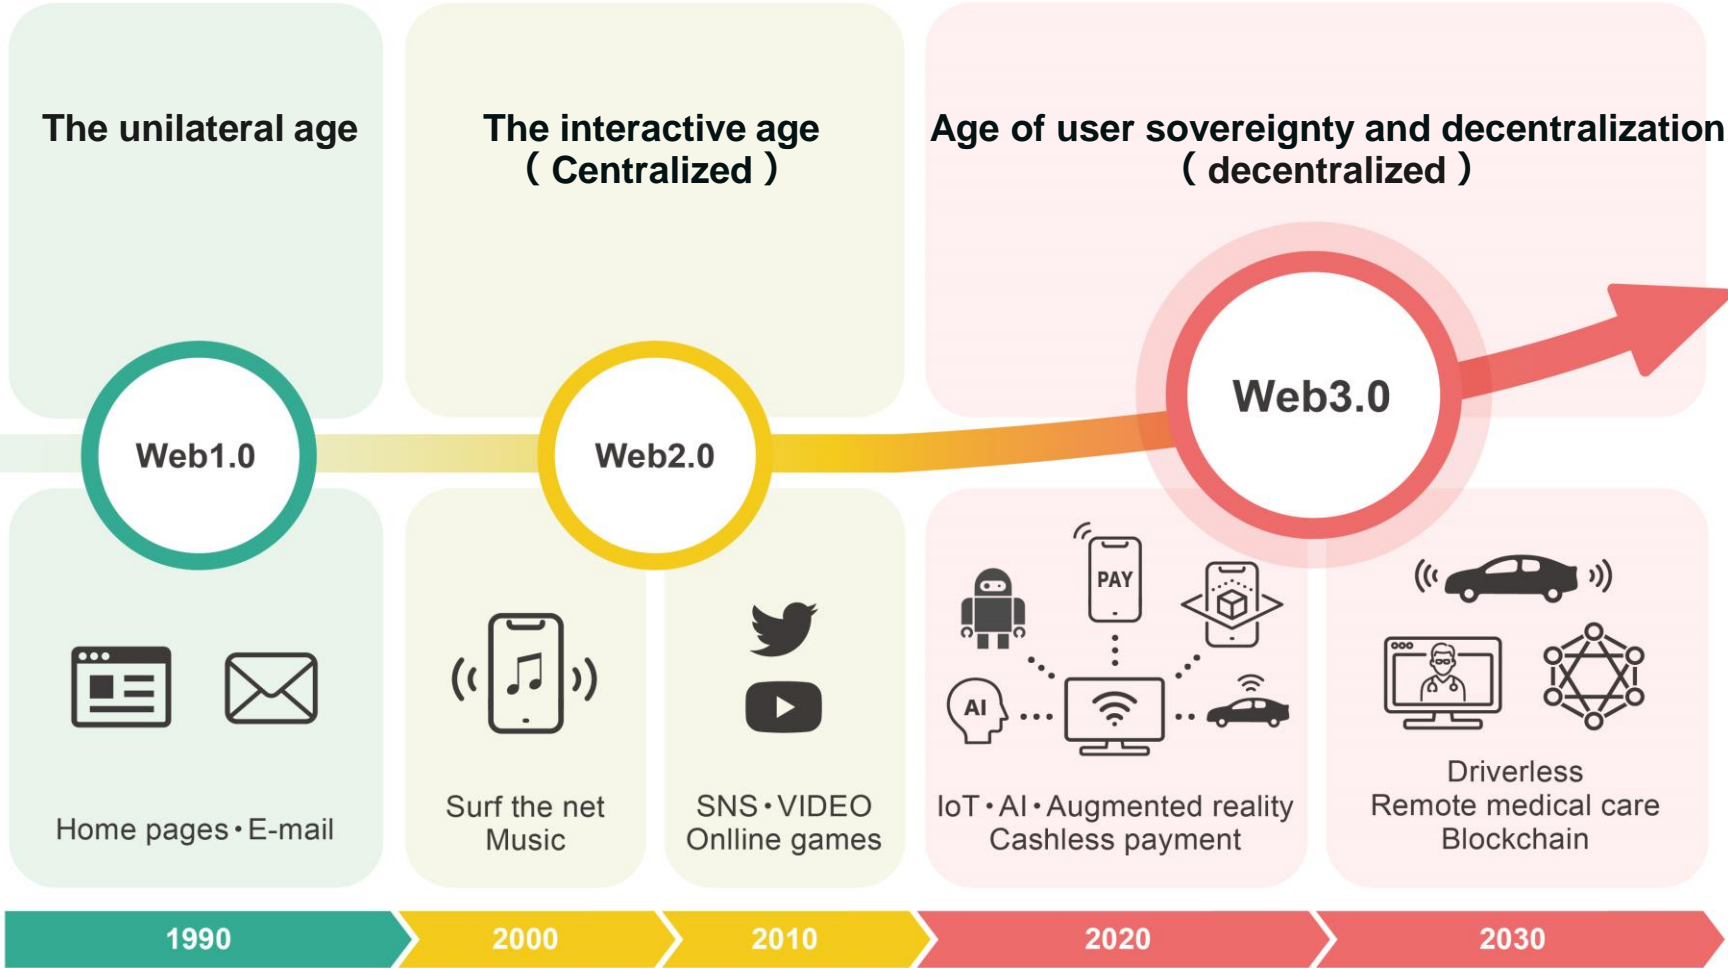 The unilateral age
The interactive age
( Centralized )
Age of user sovereignty and decentralization
( decentralized )
Web1.0
Web2.0
Web3.0
Home pages・E-mail
Surf the net
Music
SNS・VIDEO
Onlline games
PAY
AI
IoT・AI・Augmented reality
Cashless payment
Driverless
Remote medical care
Blockchain
1990
2000
2010
2020
2030